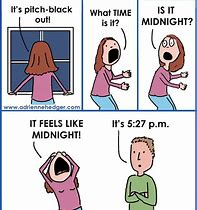 It's pitch-black
out!
www.adriennehedger.com
What TIME
is it?
IS IT
MIDNIGHT?
IT FEELS LIKE
MIDNIGHT!
It's 5:27 p.m.